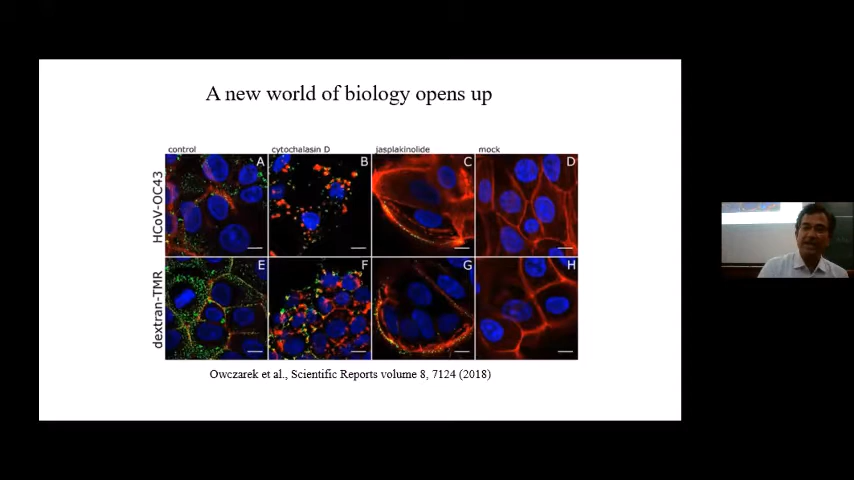 A new world of biology opens up
control cytochalasin D jasplakinolide mock
HCoV-OC43
A B C D
dextran-TMR
E F G H
Owczarek et al., Scientific Reports volume 8, 7124 (2018)